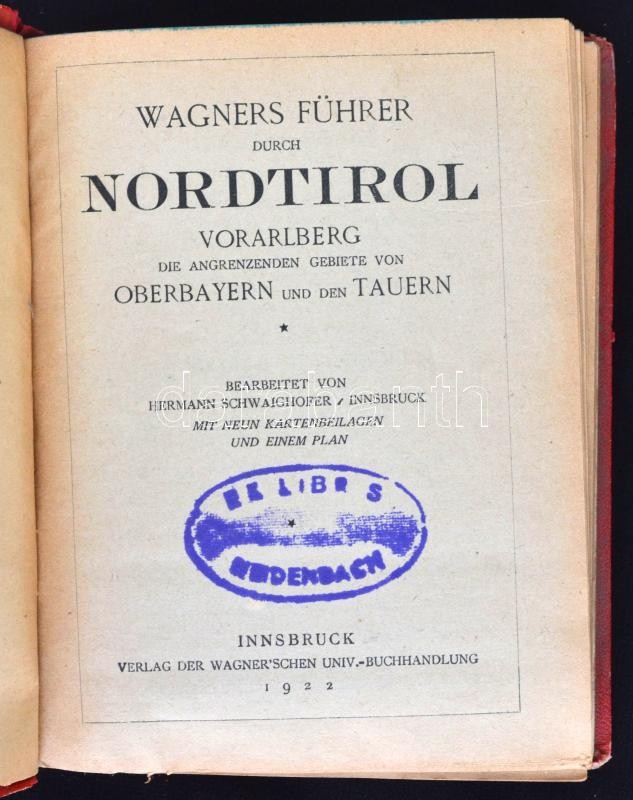 WAGNERS FÜHRER
DURCH
NORDTIROL
VORARLBERG
DIE ANGRENZENDEN GEBIETE VON
OBERBAYERN UND DEN TAUERN
BEARBEITET VON
HERMANN SCHWAIGHOFER, INNSBRUCK
MIT NEUN KARTENBEILAGEN
UND EINEM PLAN
EX LIBR S
INNSBRUCK
VERLAG DER WAGNER'SCHEN UNIV.-BUCHHANDLUNG
1922